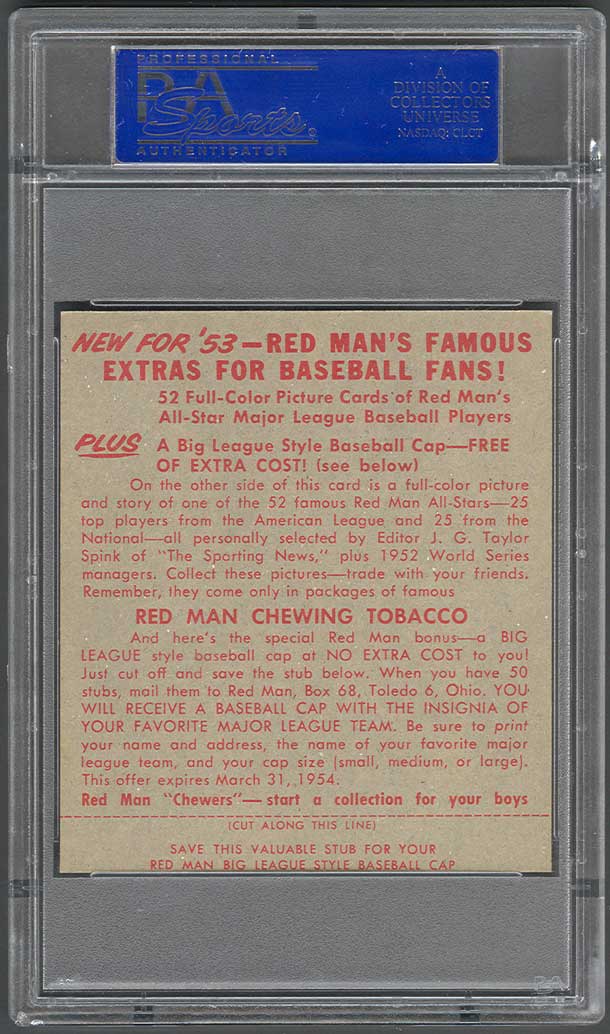 PROFESSIONAL
PSA
Sports
AUTHENTICATOR
A
DIVISION OF
COLLECTORS
UNIVERSE
NASDAQ: CLCT
NEW FOR '53—RED MAN'S FAMOUS
EXTRAS FOR BASEBALL FANS!
52 Full-Color Picture Cards of Red Man's
All-Star Major League Baseball Players
PLUS A Big League Style Baseball Cap—FREE
OF EXTRA COST! (see below)
On the other side of this card is a full-color picture
and story of one of the 52 famous Red Man All-Stars—25
top players from the American League and 25 from the
National—all personally selected by Editor J. G. Taylor
Spink of "The Sporting News," plus 1952 World Series
managers. Collect these pictures—trade with your friends.
Remember, they come only in packages of famous
RED MAN CHEWING TOBACCO
And here's the special Red Man bonus—a BIG
LEAGUE style baseball cap at NO EXTRA COST to you!
Just cut off and save the stub below. When you have 50
stubs, mail them to Red Man, Box 68, Toledo 6, Ohio. YOU
WILL RECEIVE A BASEBALL CAP WITH THE INSIGNIA OF
YOUR FAVORITE MAJOR LEAGUE TEAM. Be sure to print
your name and address, the name of your favorite major
league team, and your cap size (small, medium, or large).
This offer expires March 31, 1954.
Red Man "Chewers"—start a collection for your boys
(CUT ALONG THIS LINE)
SAVE THIS VALUABLE STUB FOR YOUR
RED MAN BIG LEAGUE STYLE BASEBALL CAP